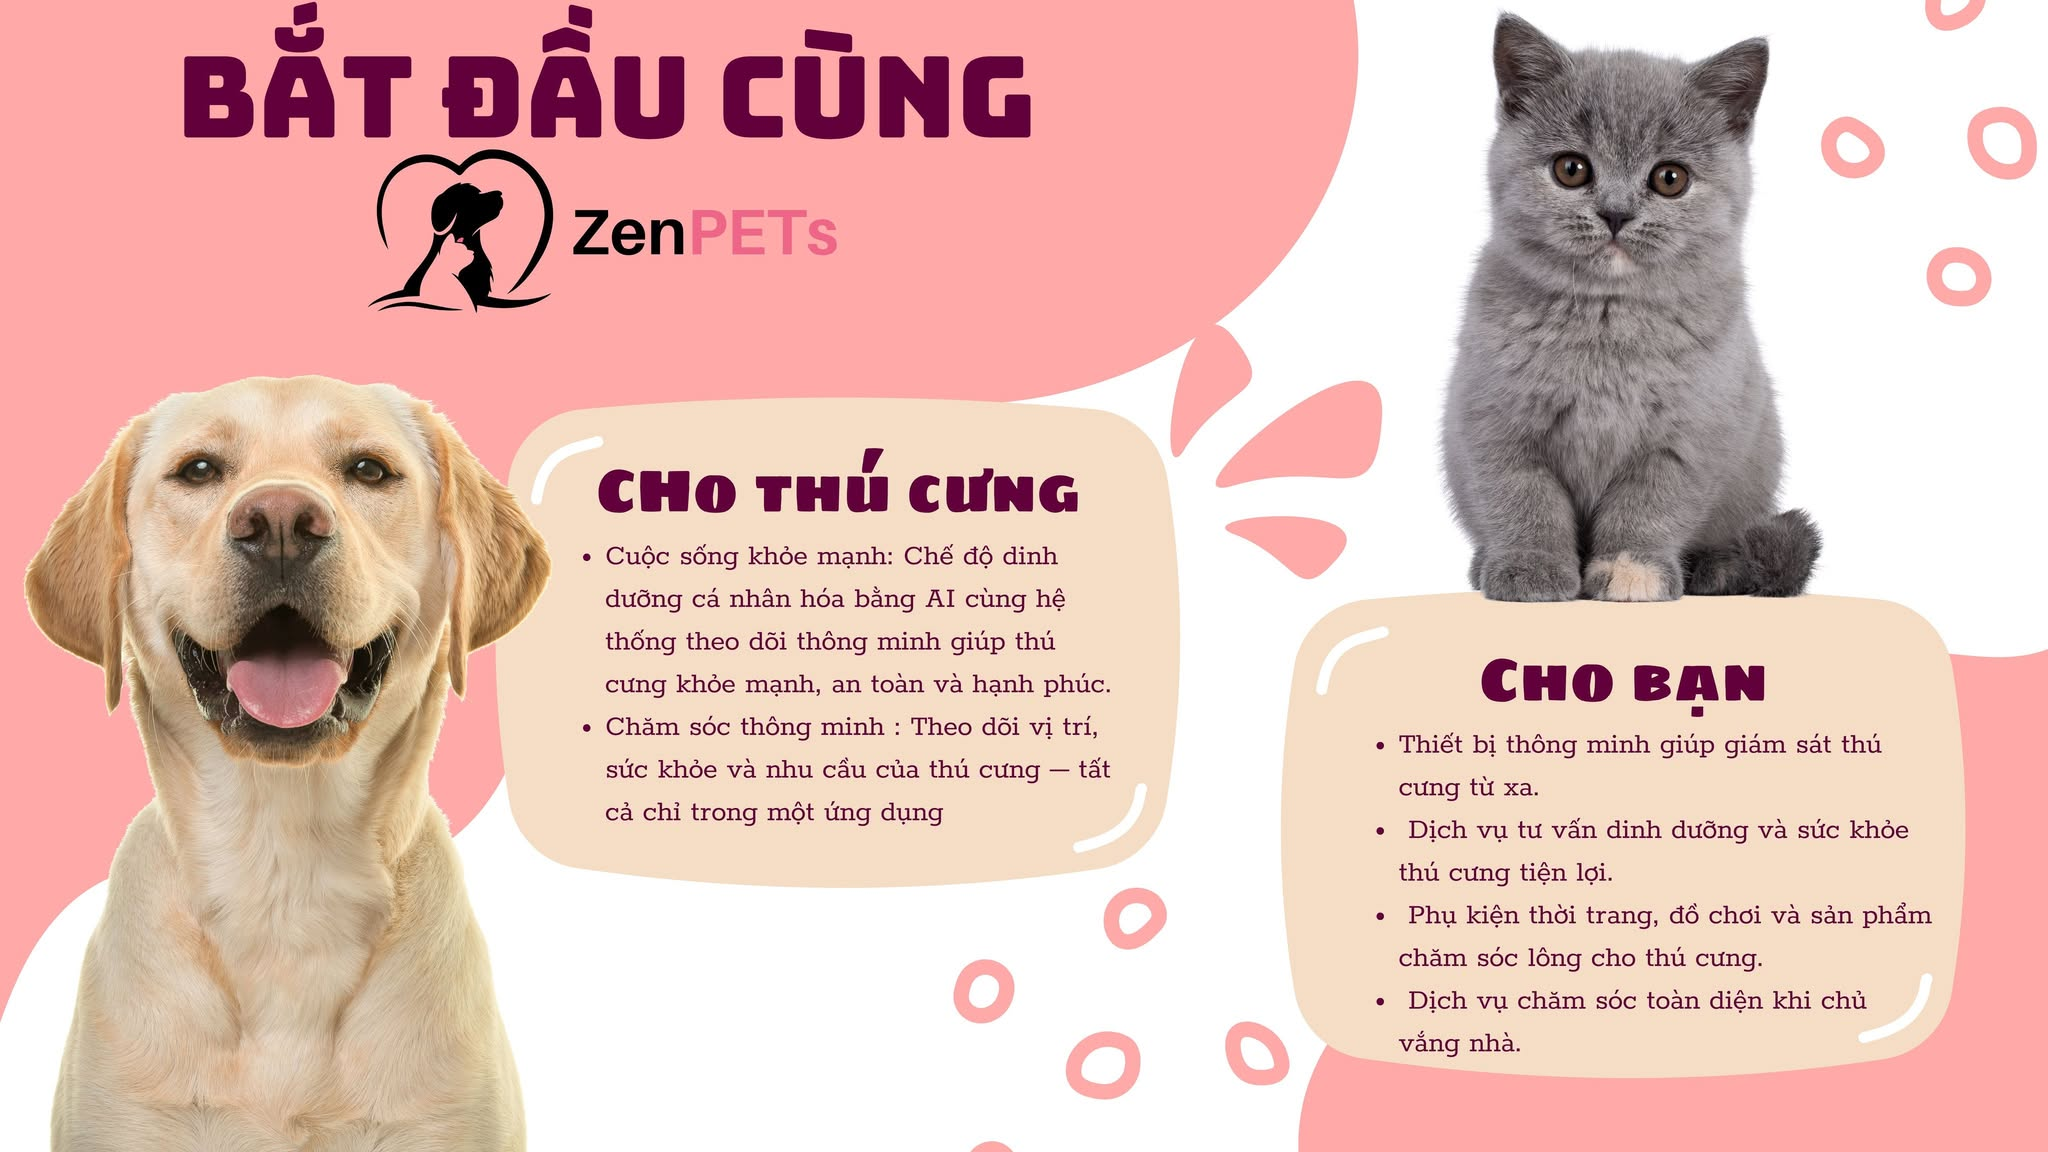 BẮT ĐẦU CÙNG
ZenPETs
CHO THÚ CƯNG
• Cuộc sống khỏe mạnh: Chế độ dinh
dưỡng cá nhân hóa bằng AI cùng hệ
thống theo dõi thông minh giúp thú
cưng khỏe mạnh, an toàn và hạnh phúc.
• Chăm sóc thông minh : Theo dõi vị trí,
sức khỏe và nhu cầu của thú cưng — tất
cả chỉ trong một ứng dụng
CHO BẠN
• Thiết bị thông minh giúp giám sát thú
cưng từ xa.
• Dịch vụ tư vấn dinh dưỡng và sức khỏe
thú cưng tiện lợi.
• Phụ kiện thời trang, đồ chơi và sản phẩm
chăm sóc lông cho thú cưng.
• Dịch vụ chăm sóc toàn diện khi chủ
vắng nhà.